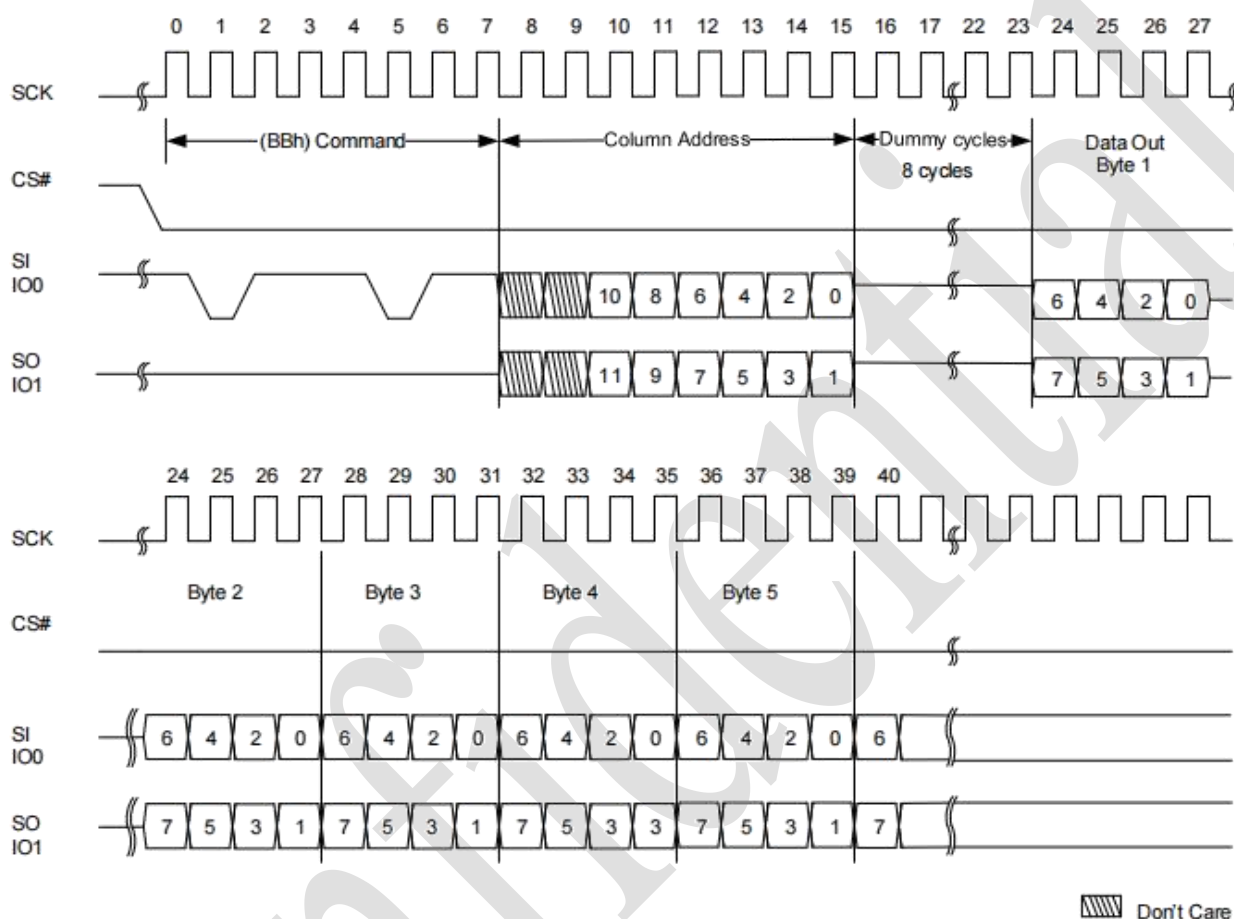 0 1 2 3 4 5 6 7 8 9 10 11 12 13 14 15 16 17 22 23 24 25 26 27
SCK
(BBh) Command Column Address Dummy cycles Data Out
8 cycles Byte 1
CS#
SI
IO0
10 8 6 4 2 0 6 4 2 0
SO
IO1
11 9 7 5 3 1 7 5 3 1
24 25 26 27 28 29 30 31 32 33 34 35 36 37 38 39 40
SCK
Byte 2 Byte 3 Byte 4 Byte 5
CS#
SI
IO0
6 4 2 0 6 4 2 0 6 4 2 0 6 4 2 0 6
SO
IO1
7 5 3 1 7 5 3 1 7 5 3 3 7 5 3 1 7
Don't Care
nfidential